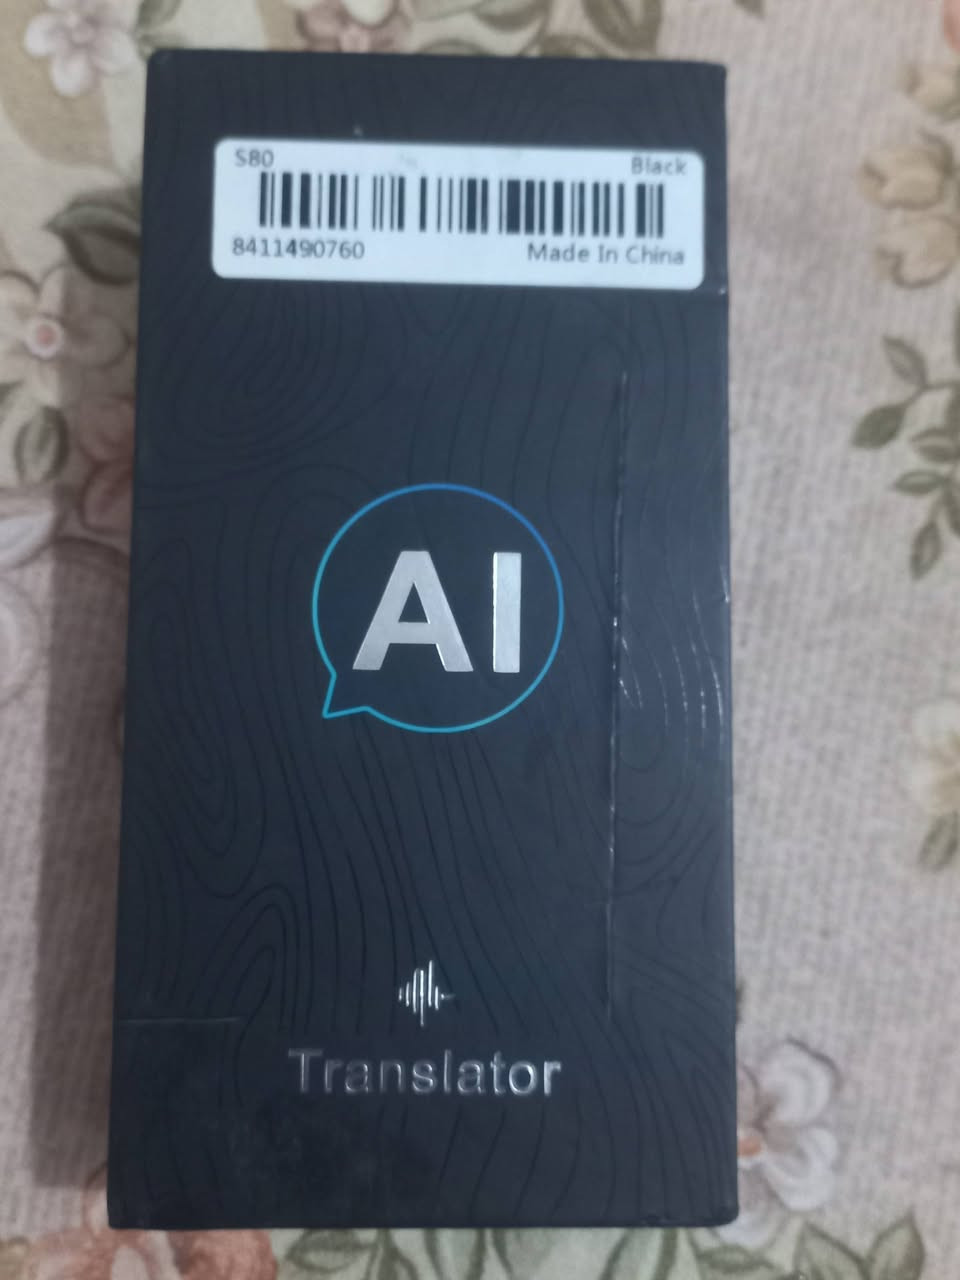 S80 Black
8411490760 Made In China
AI
Translator